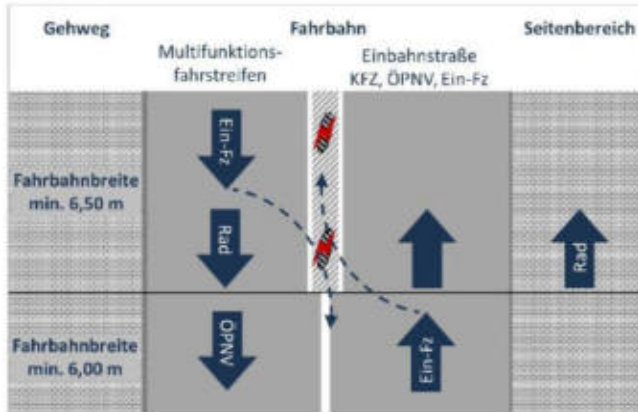 Gehweg
Fahrbahn
Seitenbereich
Multifunktions-
fahrstreifen
Einbahnstraße
KFZ, ÖPNV, Ein-Fz
Ein-Fz
Fahrbahnbreite
min. 6,50 m
Rad
Rad
Fahrbahnbreite
min. 6,00 m
ÖPNV
Ein-Fz